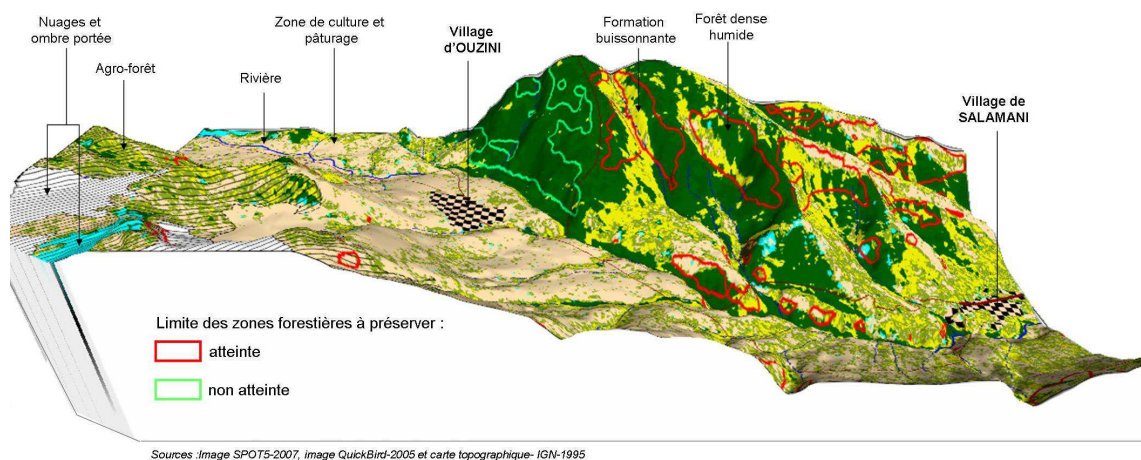 Nuages et
ombre portée
Agro-forêt
Rivière
Zone de culture et
pâturage
Village
d'OUZINI
Formation
buissonnante
Forêt dense
humide
Village de
SALAMANI
Limite des zones forestières à préserver :
atteinte
non atteinte
Sources :Image SPOT5-2007, image QuickBird-2005 et carte topographique- IGN-1995